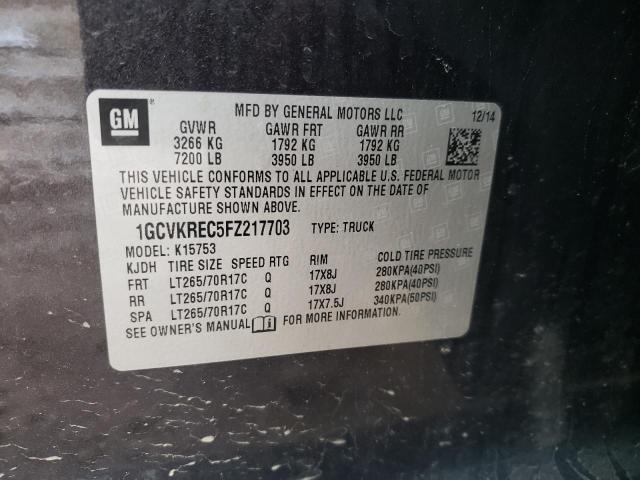 GM
MFD BY GENERAL MOTORS LLC 12/14
GVWR GAWR FRT GAWR RR
3266 KG 1792 KG 1792 KG
7200 LB 3950 LB 3950 LB
THIS VEHICLE CONFORMS TO ALL APPLICABLE U.S. FEDERAL MOTOR
VEHICLE SAFETY STANDARDS IN EFFECT ON THE DATE OF
MANUFACTURE SHOWN ABOVE.
1GCVKREC5FZ217703 TYPE: TRUCK
MODEL: K15753
KJDH TIRE SIZE SPEED RTG RIM COLD TIRE PRESSURE
FRT LT265/70R17C Q 17X8J 280KPA(40PSI)
RR LT265/70R17C Q 17X8J 280KPA(40PSI)
SPA LT265/70R17C Q 17X7.5J 340KPA(50PSI)
SEE OWNER'S MANUAL FOR MORE INFORMATION.